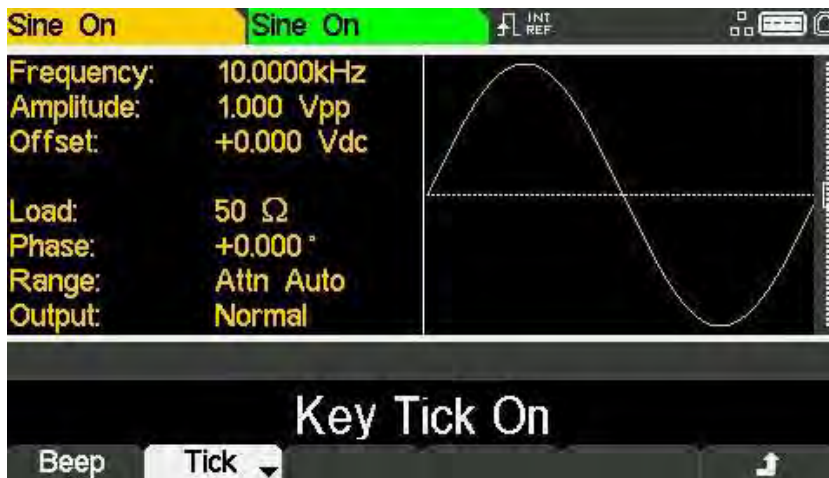 Sine On Sine On INT REF
Frequency: 10.0000kHz
Amplitude: 1.000 Vpp
Offset: +0.000 Vdc
Load: 50 Ω
Phase: +0.000 °
Range: Attn Auto
Output: Normal
Key Tick On
Beep Tick